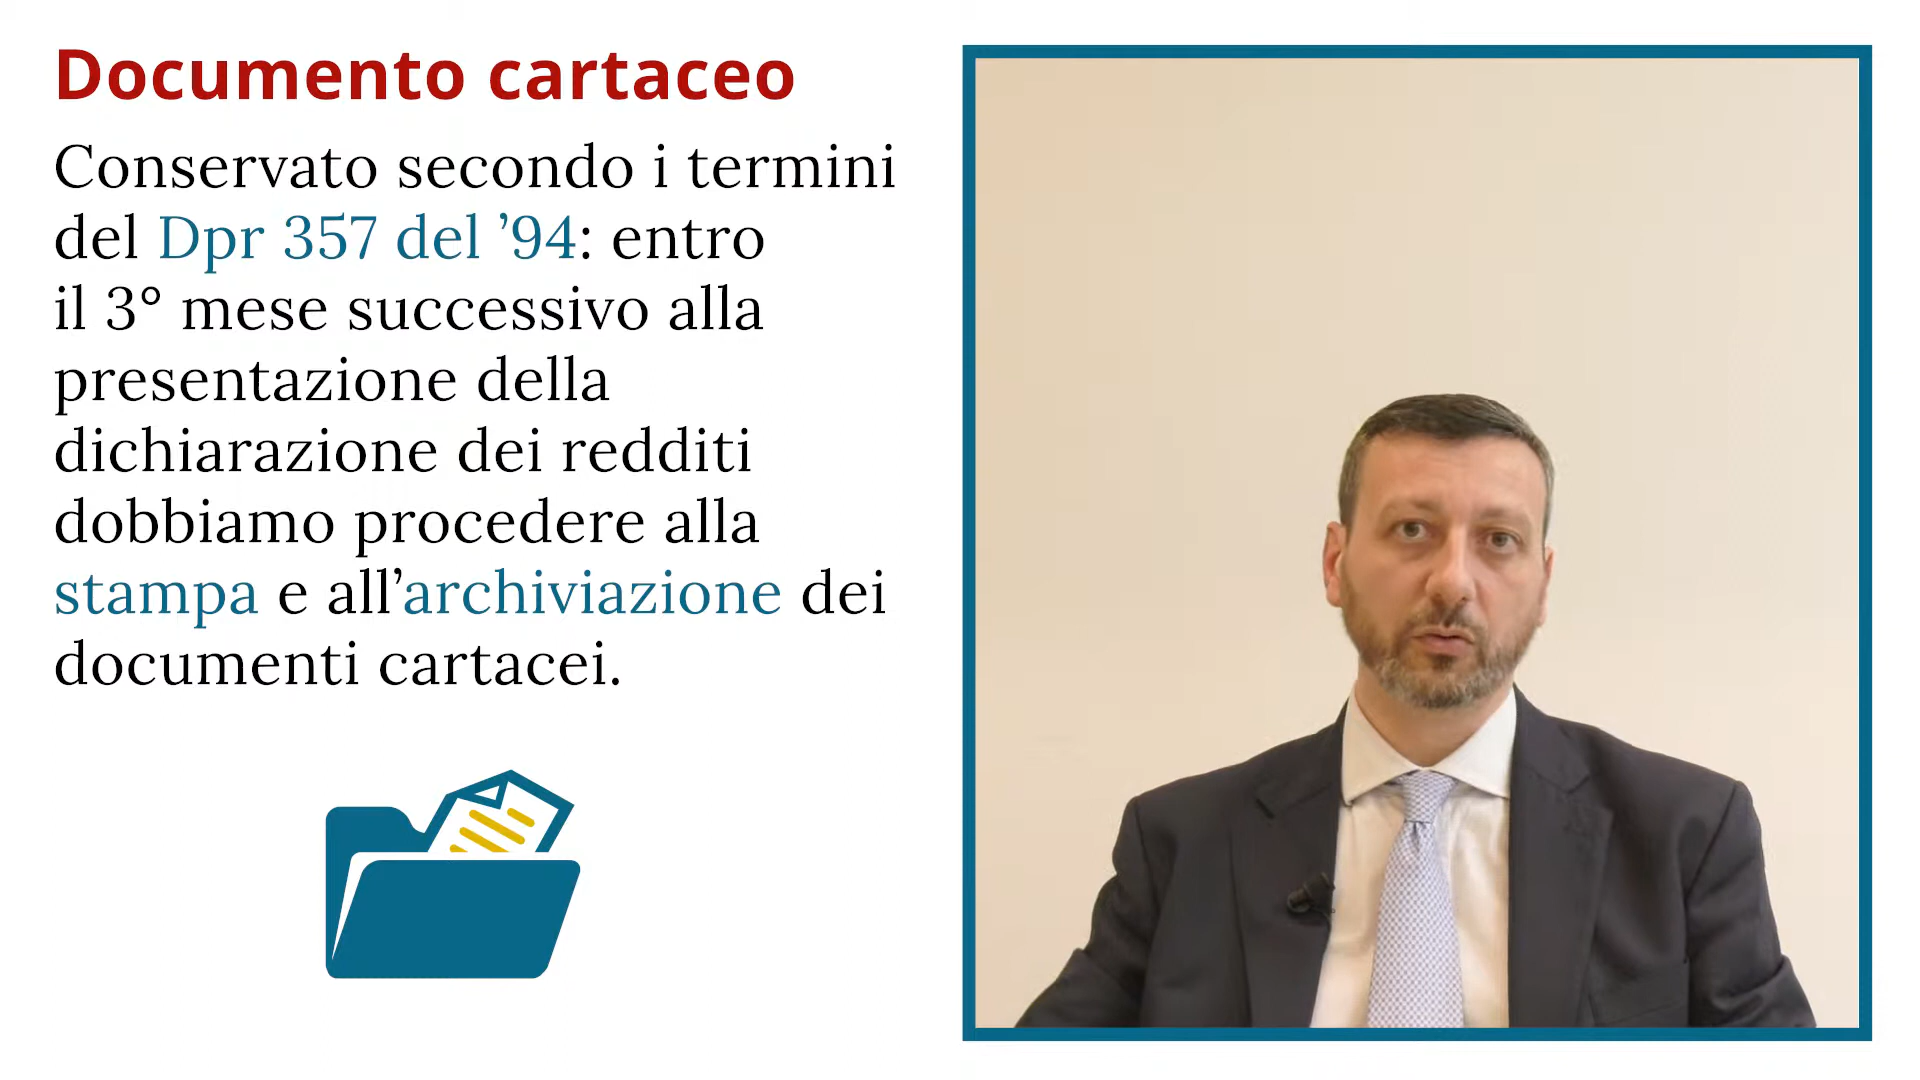 Documento cartaceo
Conservato secondo i termini
del Dpr 357 del ’94: entro
il 3° mese successivo alla
presentazione della
dichiarazione dei redditi
dobbiamo procedere alla
stampa e all’archiviazione dei
documenti cartacei.